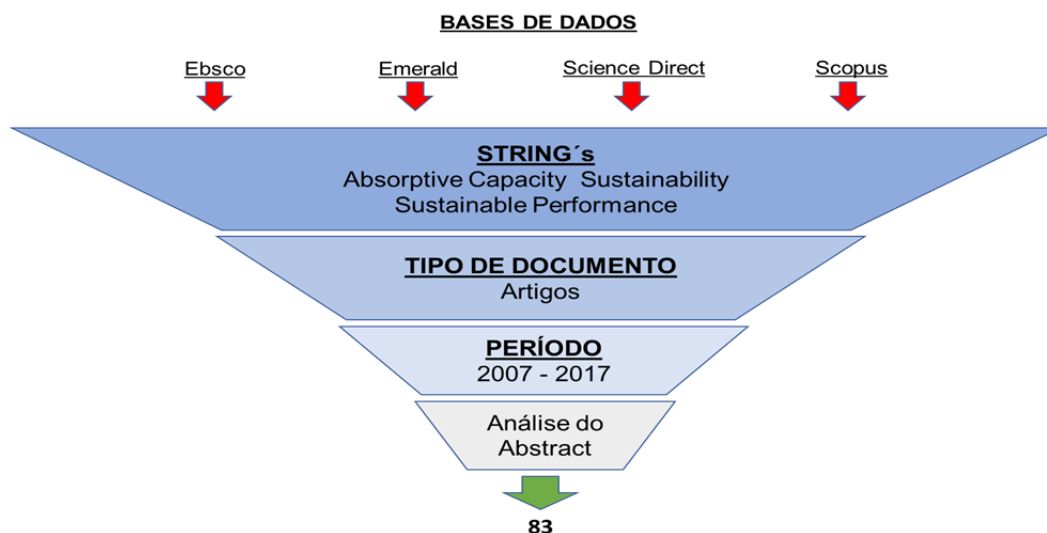 BASES DE DADOS
Ebsco Emerald Science Direct Scopus
STRING´s
Absorptive Capacity Sustainability
Sustainable Performance
TIPO DE DOCUMENTO
Artigos
PERÍODO
2007 - 2017
Análise do
Abstract
83